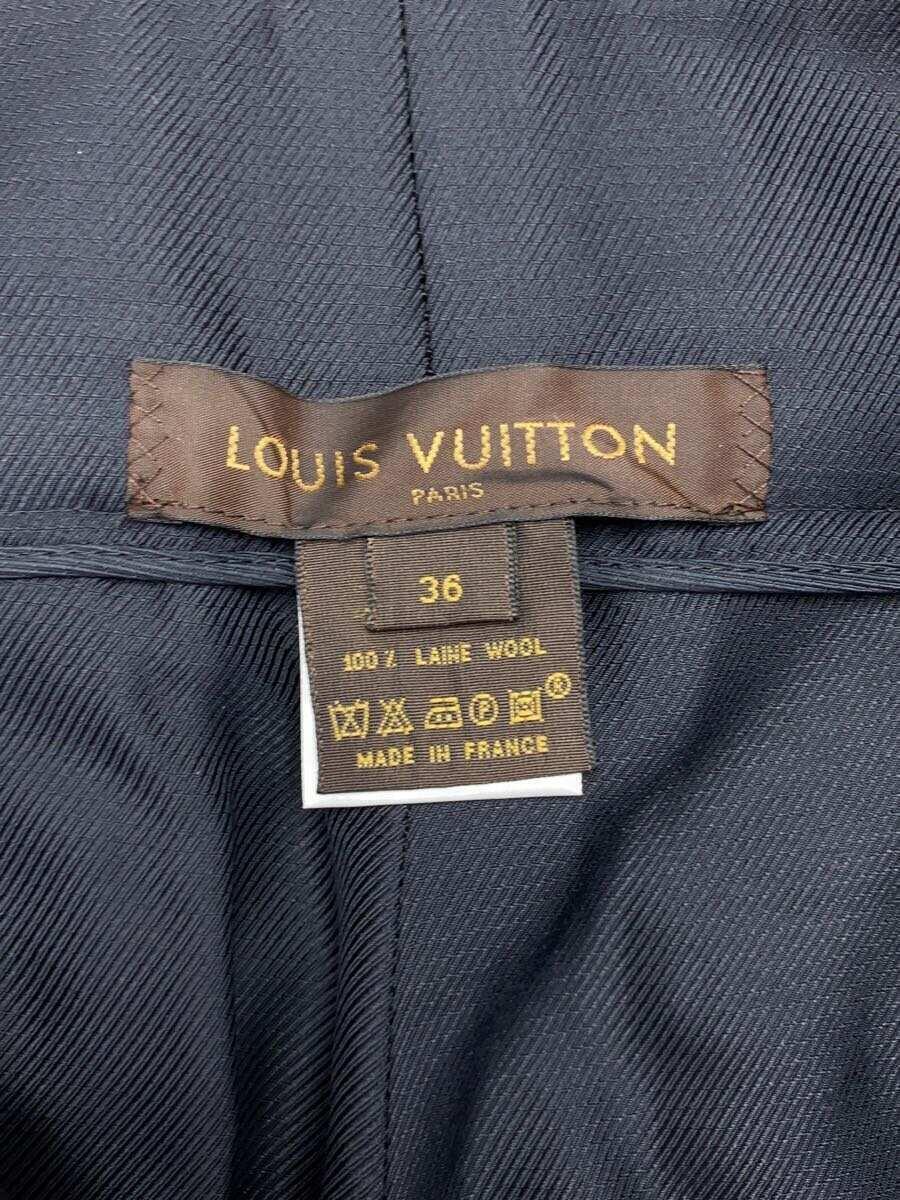 LOUIS VUITTON
PARIS
36
100% LAINE WOOL
P ®
MADE IN FRANCE